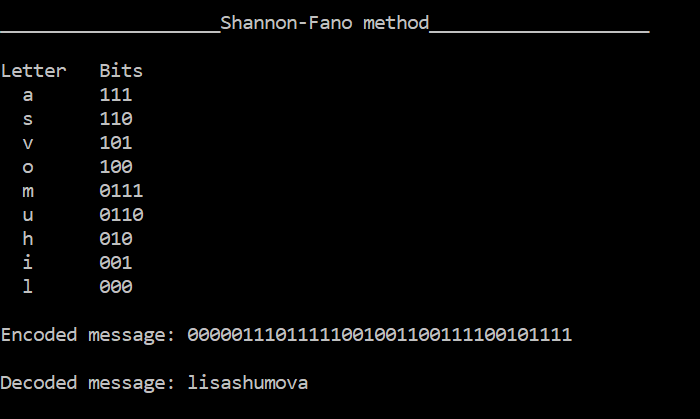 ____________________Shannon-Fano method____________________
Letter   Bits
  a      111
  s      110
  v      101
  o      100
  m      0111
  u      0110
  h      010
  i      001
  l      000
Encoded message: 00000111011111001001100111100101111
Decoded message: lisashumova